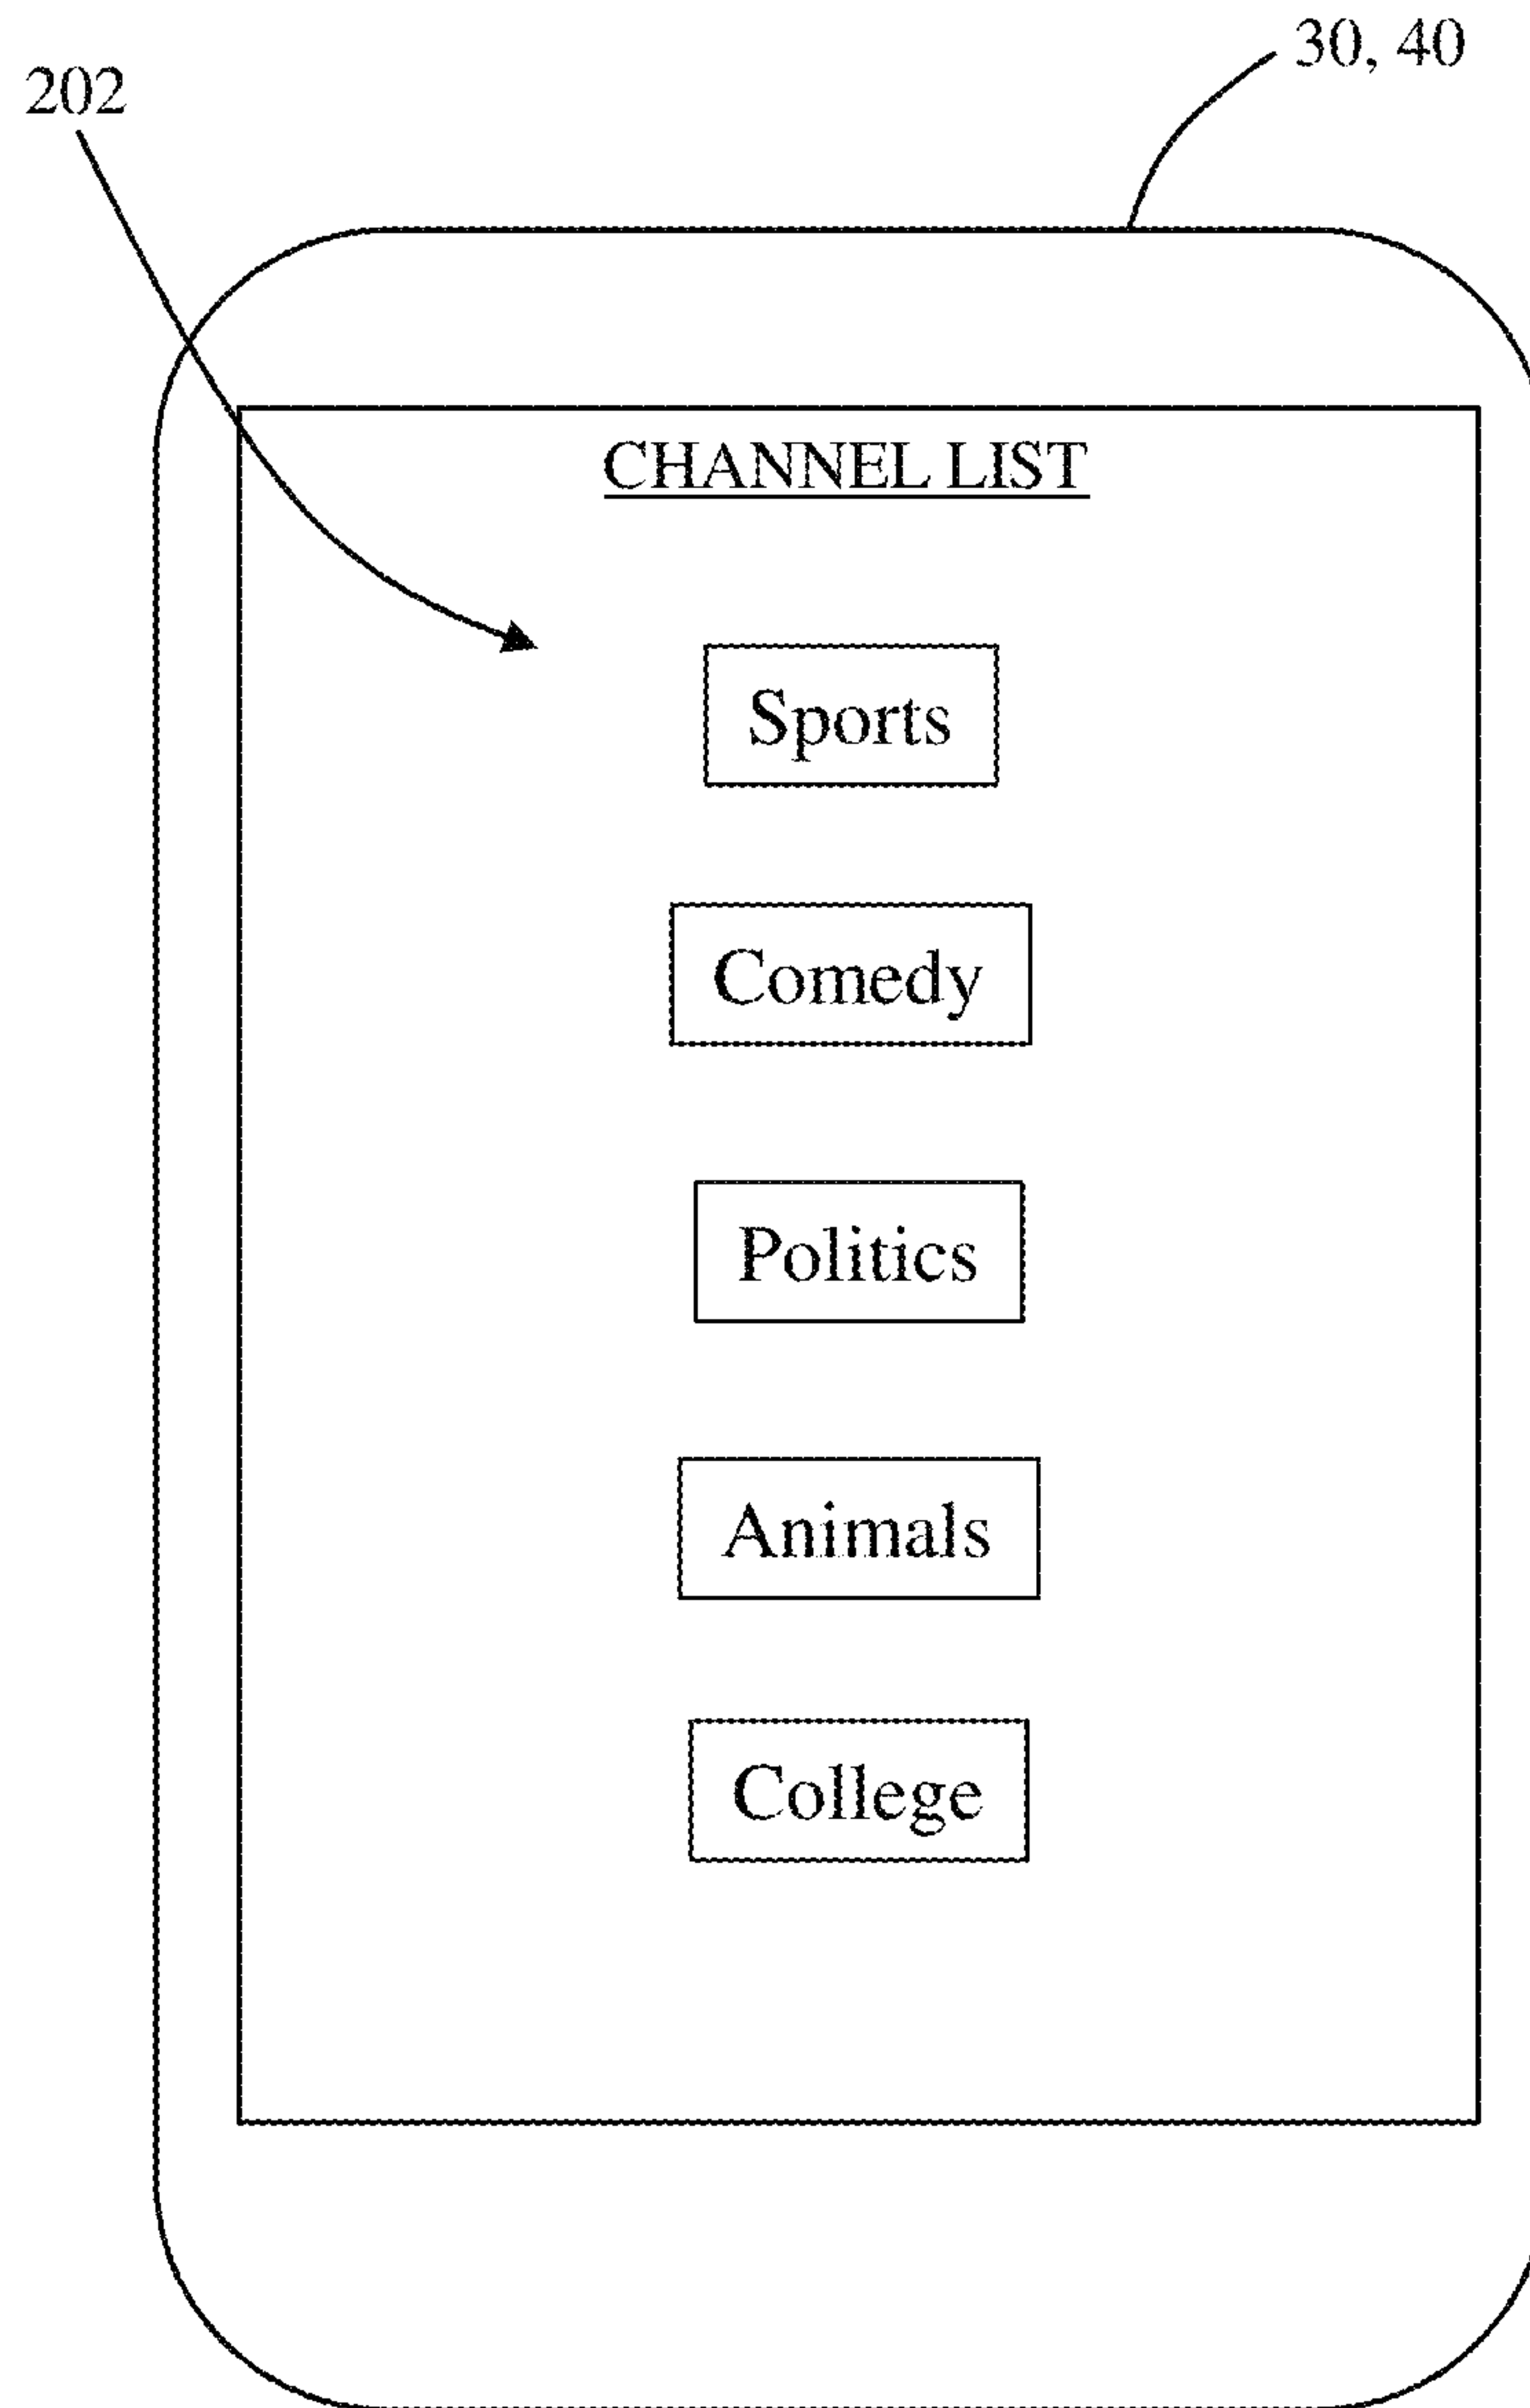 30, 40
202
CHANNEL LIST
Sports
Comedy
Politics
Animals
College